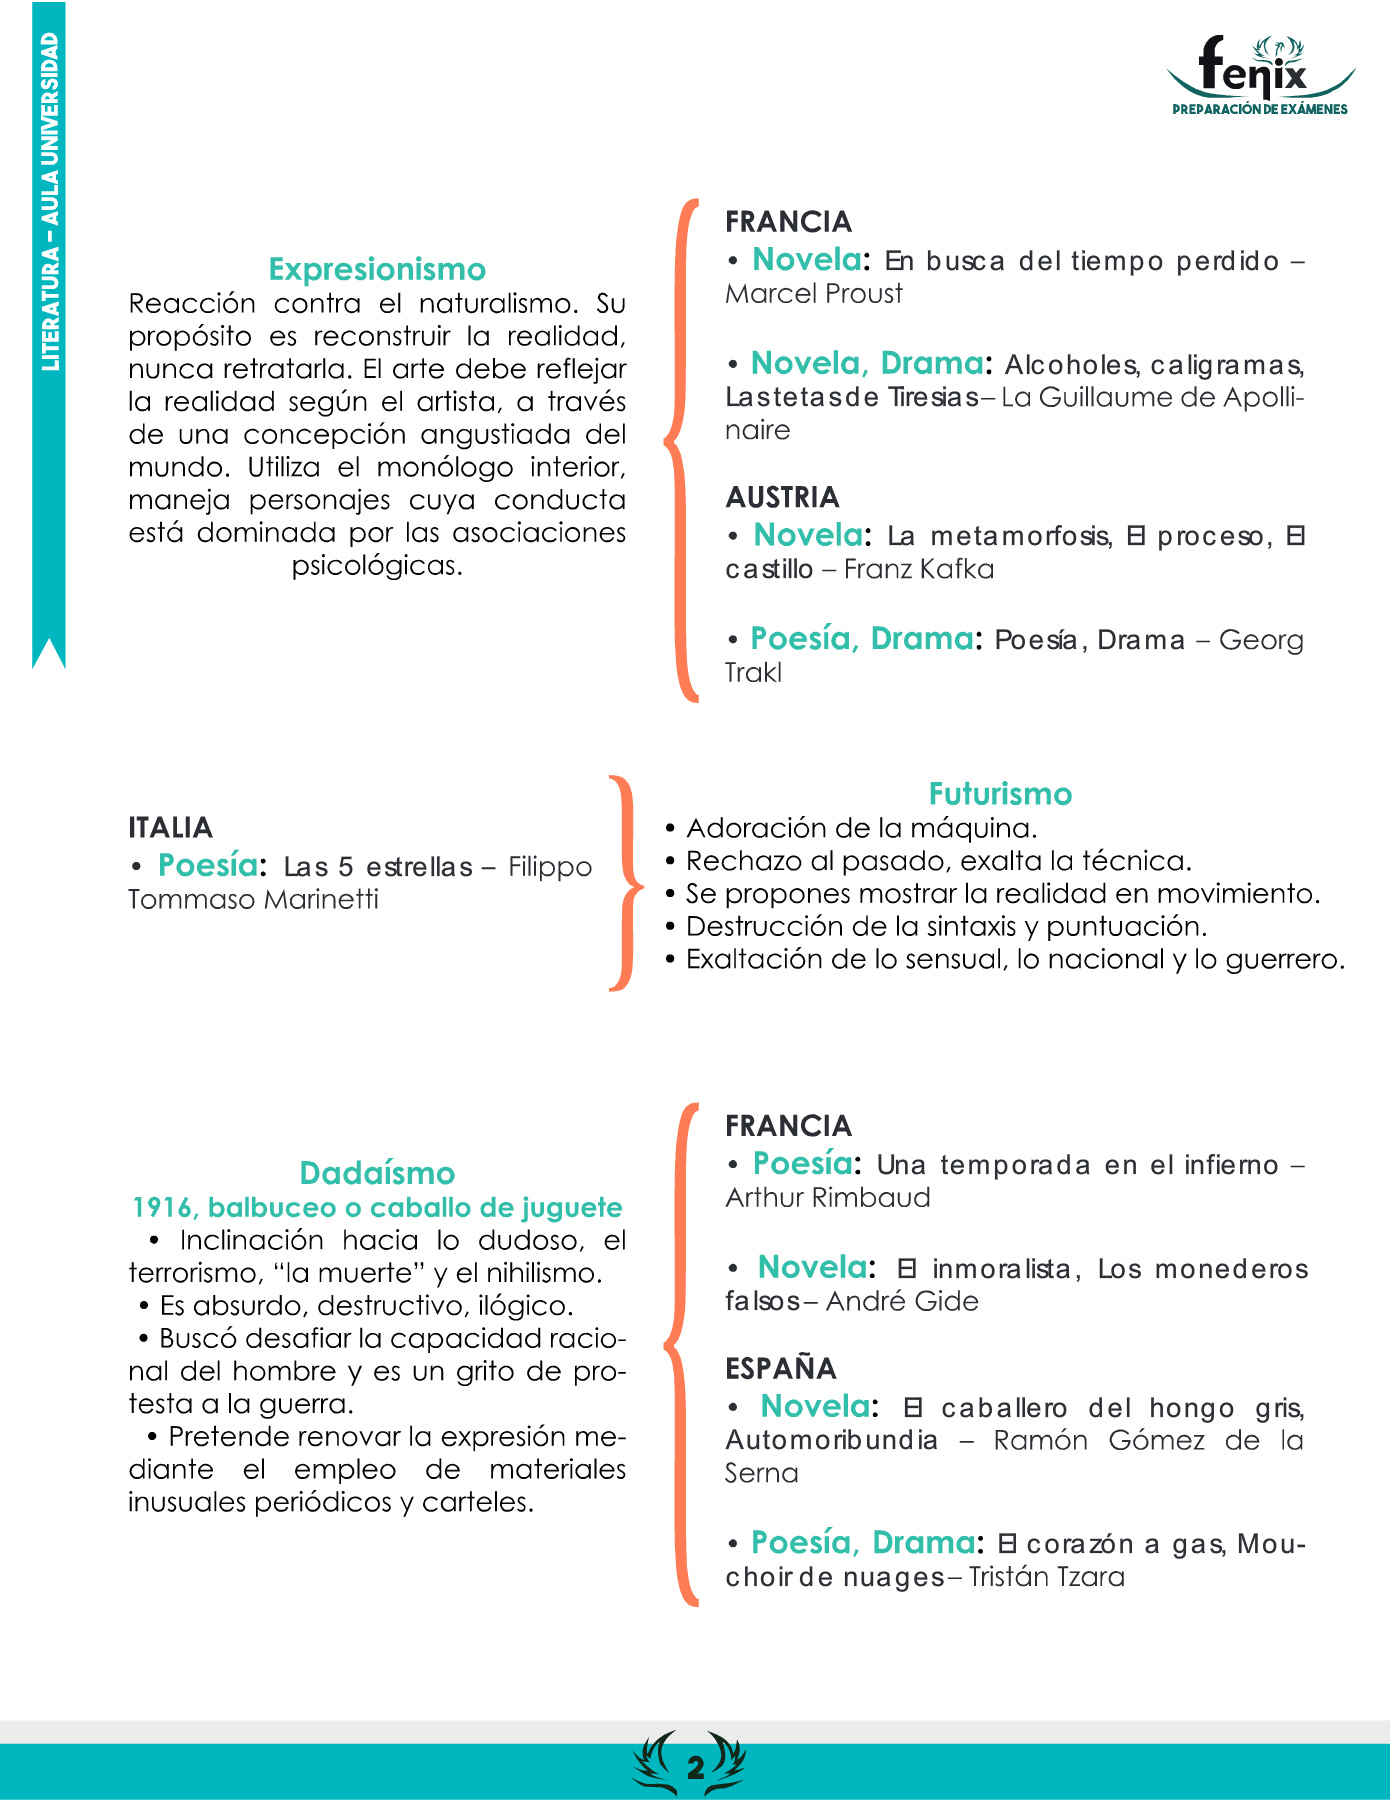 LITERATURA – AULA UNIVERSIDAD
fenix
PREPARACIÓN DE EXÁMENES
Expresionismo
Reacción contra el naturalismo. Su
propósito es reconstruir la realidad,
nunca retratarla. El arte debe reflejar
la realidad según el artista, a través
de una concepción angustiada del
mundo. Utiliza el monólogo interior,
maneja personajes cuya conducta
está dominada por las asociaciones
psicológicas.
FRANCIA
• Novela: En busca del tiempo perdido –
Marcel Proust
• Novela, Drama: Alcoholes, caligramas,
Las tetas de Tiresias – La Guillaume de Apolli-
naire
AUSTRIA
• Novela: La metamorfosis, El proceso, El
castillo – Franz Kafka
• Poesía, Drama: Poesía, Drama – Georg
Trakl
ITALIA
• Poesía: Las 5 estrellas – Filippo
Tommaso Marinetti
Futurismo
• Adoración de la máquina.
• Rechazo al pasado, exalta la técnica.
• Se propones mostrar la realidad en movimiento.
• Destrucción de la sintaxis y puntuación.
• Exaltación de lo sensual, lo nacional y lo guerrero.
Dadaísmo
1916, balbuceo o caballo de juguete
• Inclinación hacia lo dudoso, el
terrorismo, “la muerte” y el nihilismo.
• Es absurdo, destructivo, ilógico.
• Buscó desafiar la capacidad racio-
nal del hombre y es un grito de pro-
testa a la guerra.
• Pretende renovar la expresión me-
diante el empleo de materiales
inusuales periódicos y carteles.
FRANCIA
• Poesía: Una temporada en el infierno –
Arthur Rimbaud
• Novela: El inmoralista, Los monederos
falsos – André Gide
ESPAÑA
• Novela: El caballero del hongo gris,
Automoribundia – Ramón Gómez de la
Serna
• Poesía, Drama: El corazón a gas, Mou-
choir de nuages – Tristán Tzara
2